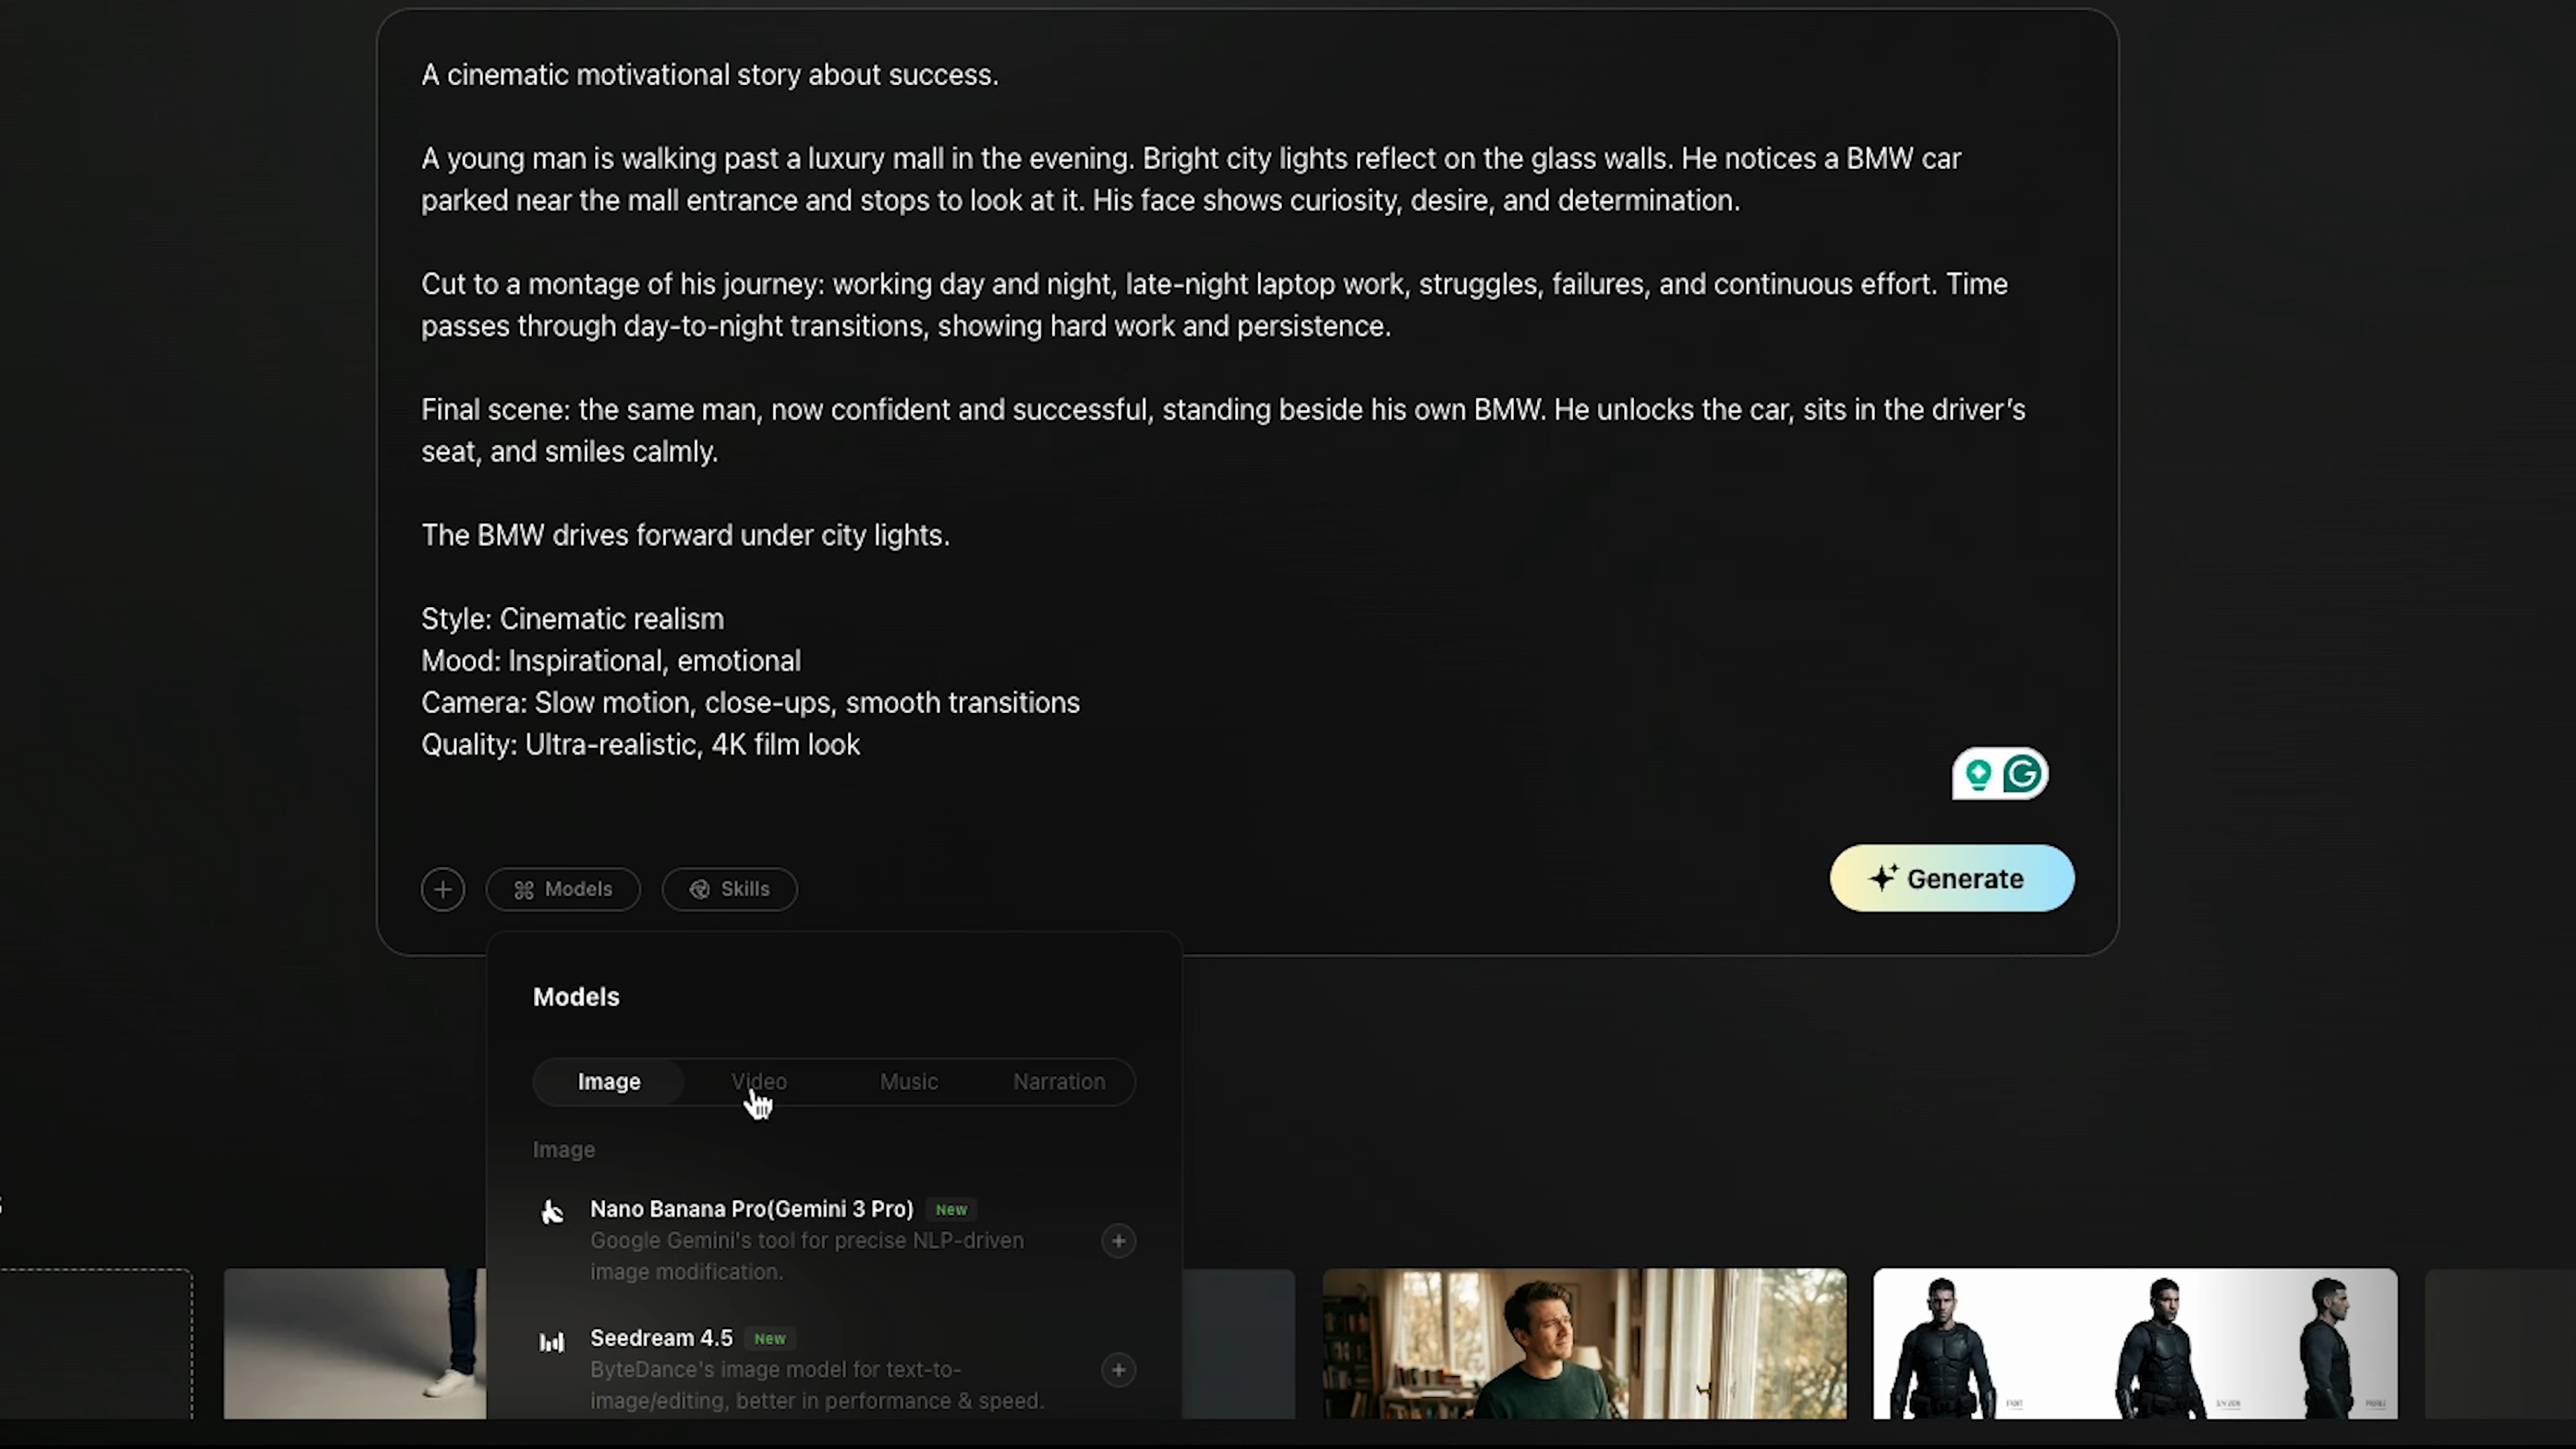 A cinematic motivational story about success.
A young man is walking past a luxury mall in the evening. Bright city lights reflect on the glass walls. He notices a BMW car
parked near the mall entrance and stops to look at it. His face shows curiosity, desire, and determination.
Cut to a montage of his journey: working day and night, late-night laptop work, struggles, failures, and continuous effort. Time
passes through day-to-night transitions, showing hard work and persistence.
Final scene: the same man, now confident and successful, standing beside his own BMW. He unlocks the car, sits in the driver’s
seat, and smiles calmly.
The BMW drives forward under city lights.
Style: Cinematic realism
Mood: Inspirational, emotional
Camera: Slow motion, close-ups, smooth transitions
Quality: Ultra-realistic, 4K film look
Models Skills
Generate
Models
Image Video Music Narration
Image
Nano Banana Pro(Gemini 3 Pro) New
Google Gemini's tool for precise NLP-driven
image modification.
Seedream 4.5 New
ByteDance's image model for text-to-
image/editing, better in performance & speed.